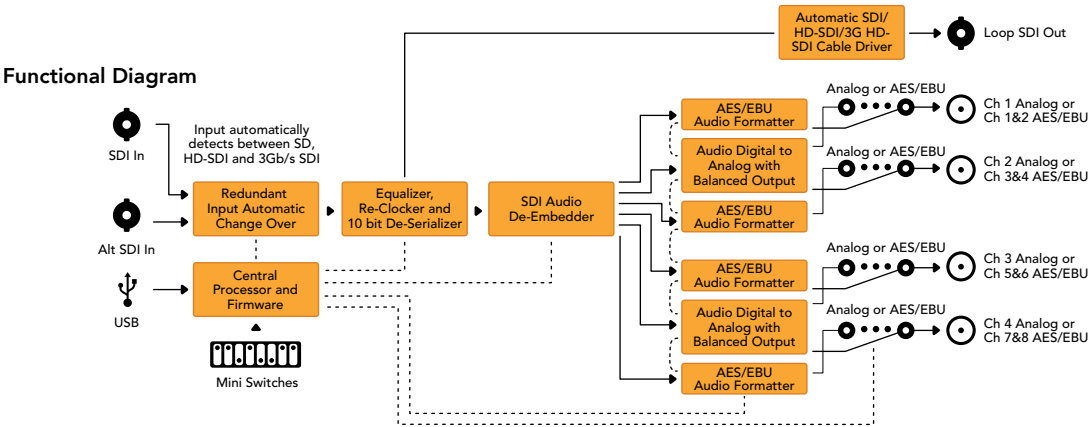 Functional Diagram
SDI In
Alt SDI In
USB
Input automatically
detects between SD,
HD-SDI and 3Gb/s SDI
Redundant
Input Automatic
Change Over
Central
Processor and
Firmware
Mini Switches
Equalizer,
Re-Clocker and
10 bit De-Serializer
SDI Audio
De-Embedder
Automatic SDI/
HD-SDI/3G HD-
SDI Cable Driver
Loop SDI Out
AES/EBU
Audio Formatter
Audio Digital to
Analog with
Balanced Output
AES/EBU
Audio Formatter
AES/EBU
Audio Formatter
Audio Digital to
Analog with
Balanced Output
AES/EBU
Audio Formatter
Analog or AES/EBU
Ch 1 Analog or
Ch 1&2 AES/EBU
Analog or AES/EBU
Ch 2 Analog or
Ch 3&4 AES/EBU
Analog or AES/EBU
Ch 3 Analog or
Ch 5&6 AES/EBU
Analog or AES/EBU
Ch 4 Analog or
Ch 7&8 AES/EBU